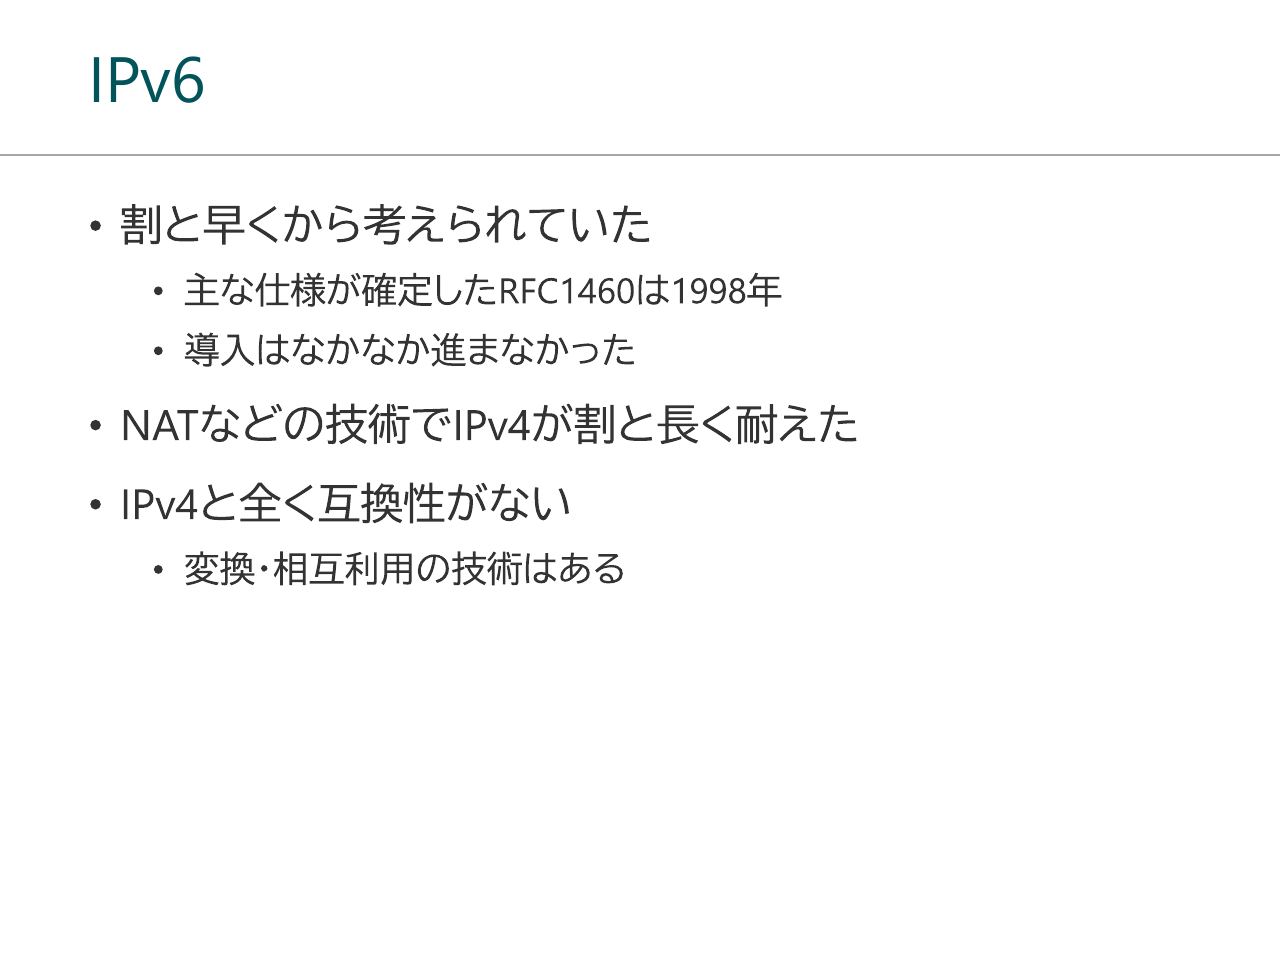 IPv6
• 割と早くから考えられていた
• 主な仕様が確定したRFC1460は1998年
• 導入はなかなか進まなかった
• NATなどの技術でIPv4が割と長く耐えた
• IPv4と全く互換性がない
• 変換・相互利用の技術はある